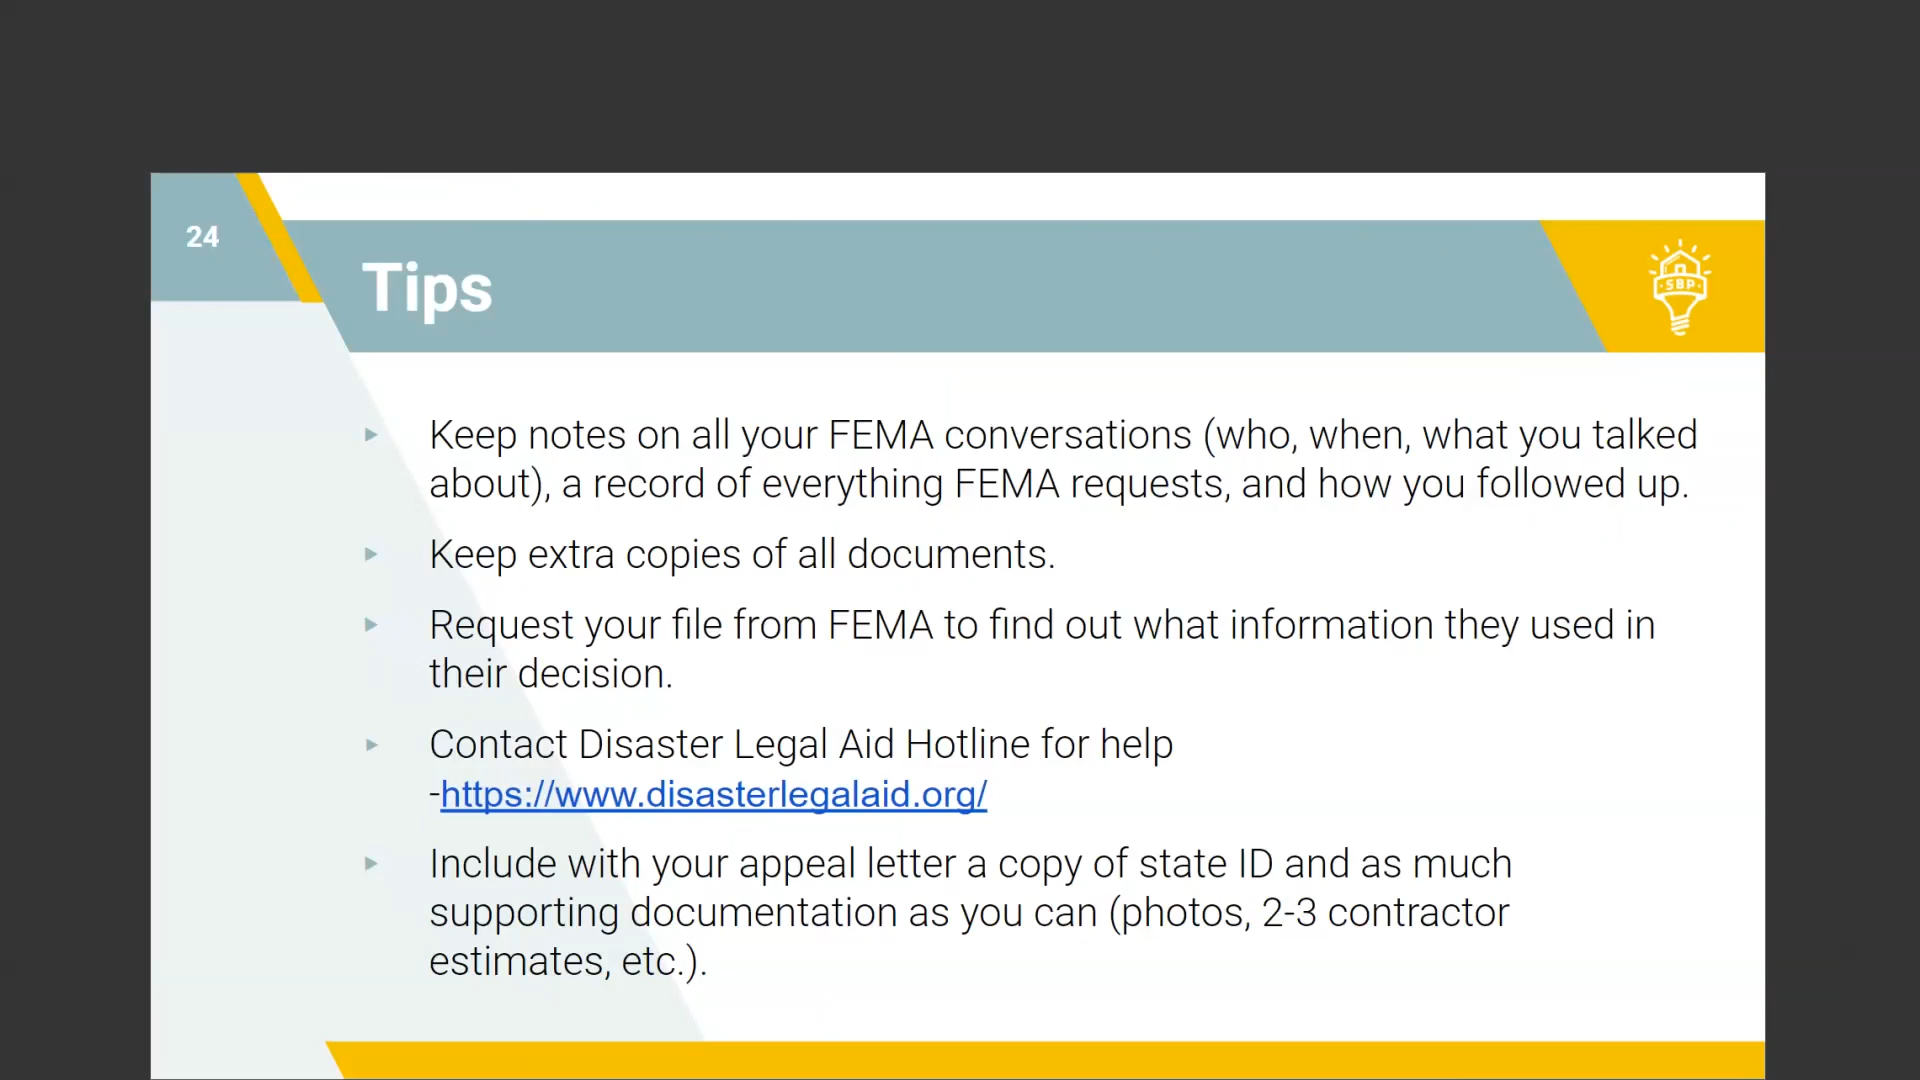 24
Tips
SBP
Keep notes on all your FEMA conversations (who, when, what you talked
about), a record of everything FEMA requests, and how you followed up.
Keep extra copies of all documents.
Request your file from FEMA to find out what information they used in
their decision.
Contact Disaster Legal Aid Hotline for help
-https://www.disasterlegalaid.org/
Include with your appeal letter a copy of state ID and as much
supporting documentation as you can (photos, 2-3 contractor
estimates, etc.).